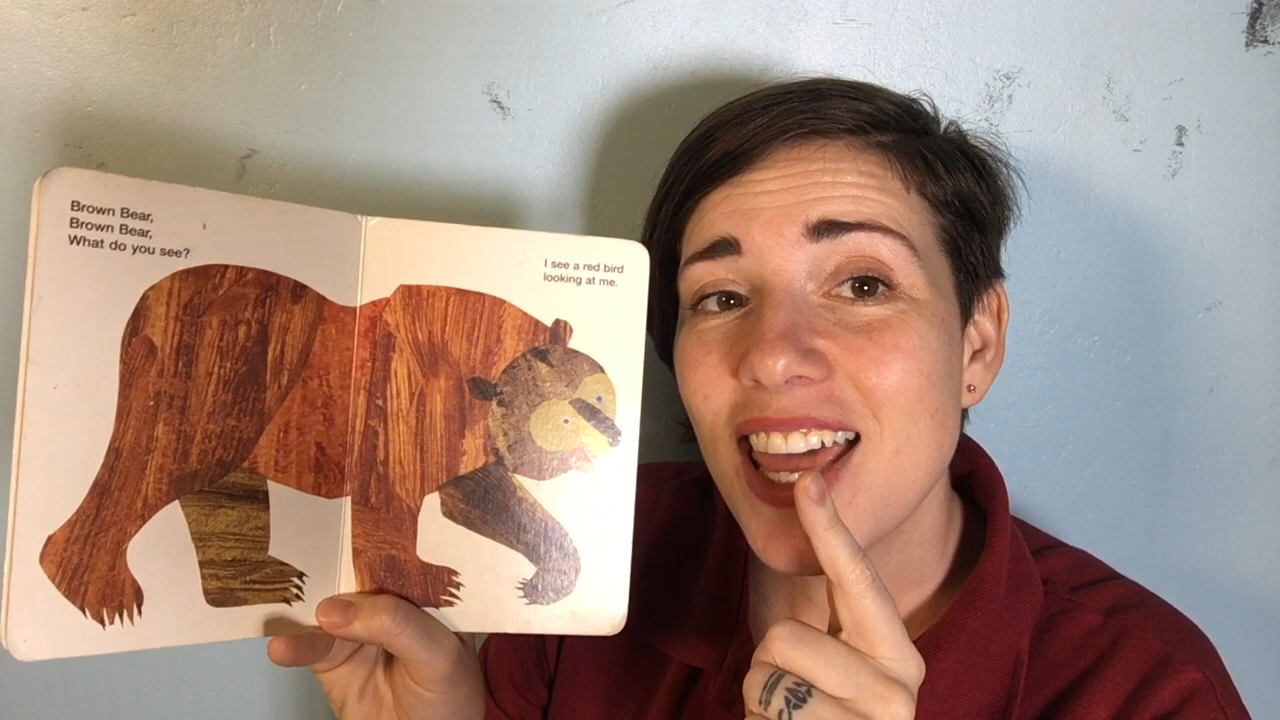 Brown Bear,
Brown Bear,
What do you see?
I see a red bird
looking at me.